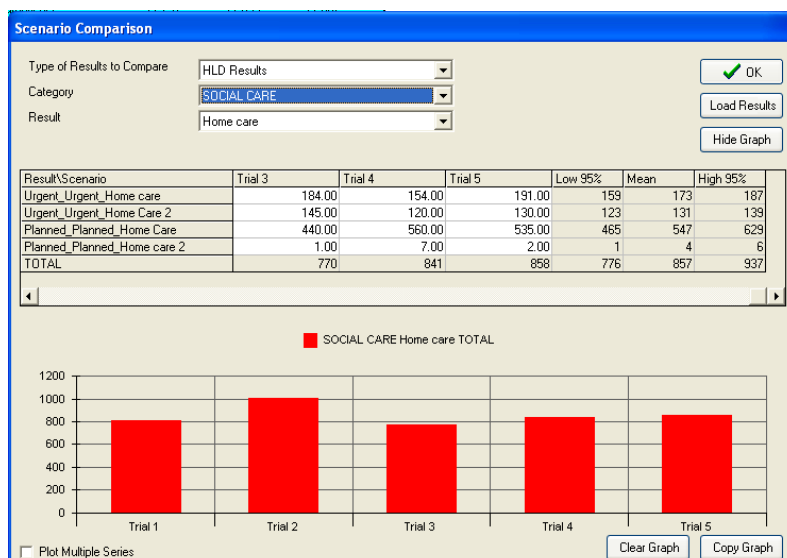 Scenario Comparison
Type of Results to Compare HLD Results
OK
Category SOCIAL CARE
Load Results
Result Home care
Hide Graph
Result\Scenario Trial 3 Trial 4 Trial 5 Low 95% Mean High 95%
Urgent_Urgent_Home care 184.00 154.00 191.00 159 173 187
Urgent_Urgent_Home Care 2 145.00 120.00 130.00 123 131 139
Planned_Planned_Home Care 440.00 560.00 535.00 465 547 629
Planned_Planned_Home care 2 1.00 7.00 2.00 1 4 6
TOTAL 770 841 858 776 857 937
SOCIAL CARE Home care TOTAL
1200
1000
800
600
400
200
0
Trial 1 Trial 2 Trial 3 Trial 4 Trial 5
Plot Multiple Series Clear Graph Copy Graph